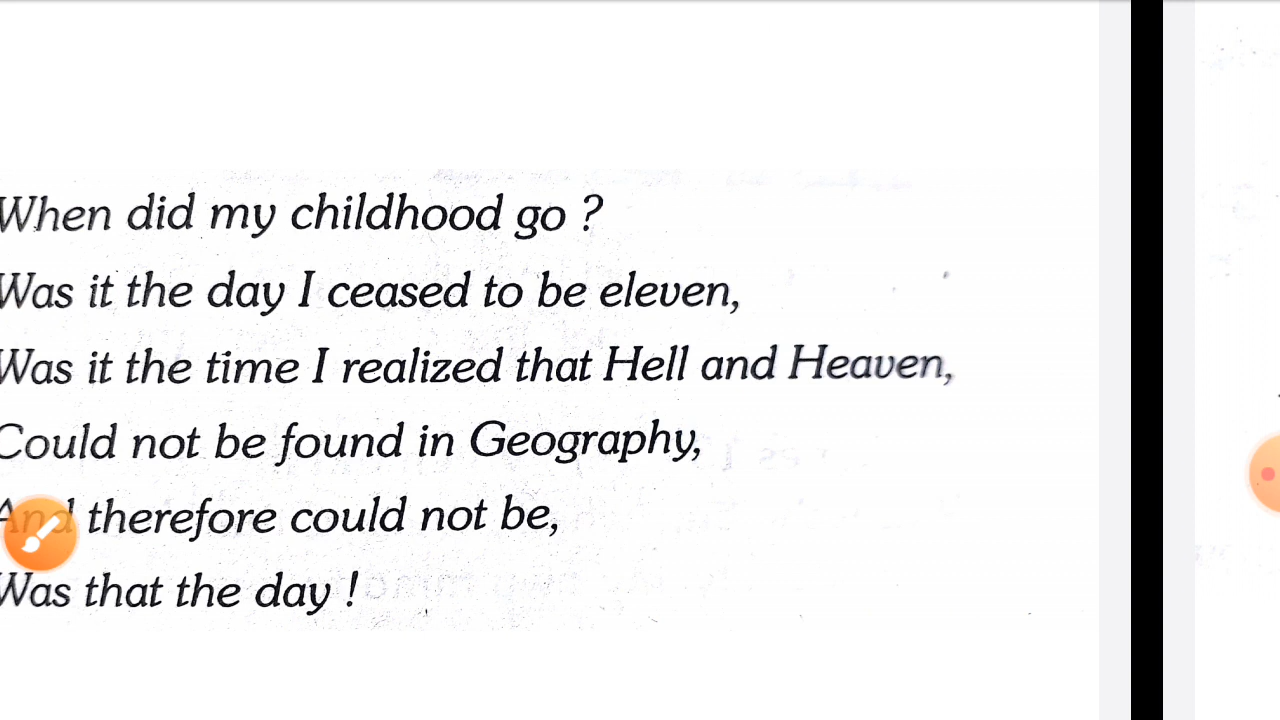 When did my childhood go ?
Was it the day I ceased to be eleven,
Was it the time I realized that Hell and Heaven,
Could not be found in Geography,
And therefore could not be,
Was that the day !